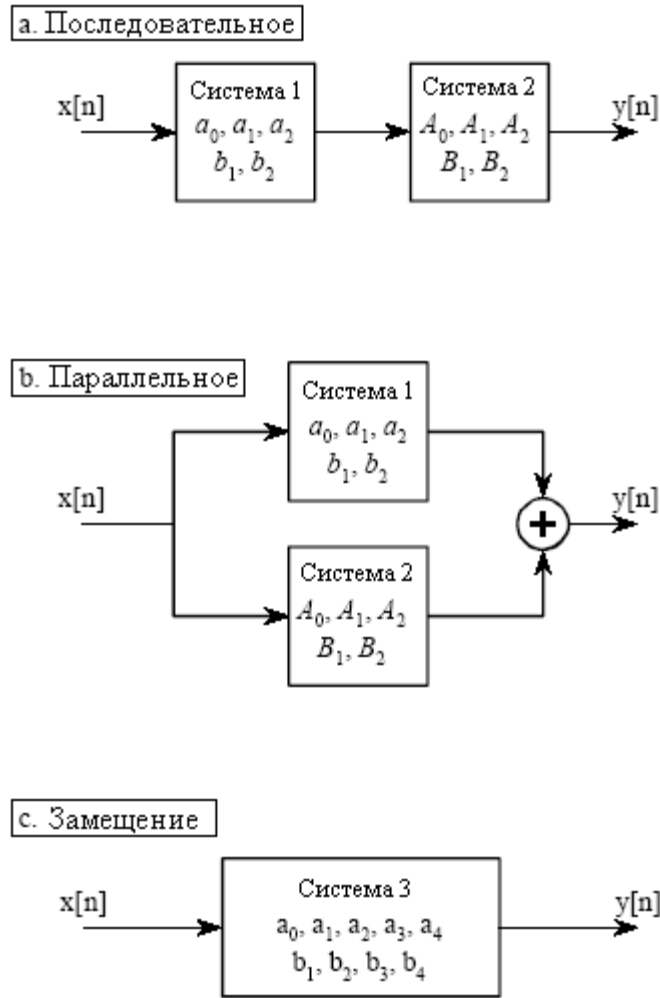 a. Последовательное
x[n]
Система 1
a₀, a₁, a₂
b₁, b₂
Система 2
A₀, A₁, A₂
B₁, B₂
y[n]
b. Параллельное
Система 1
a₀, a₁, a₂
b₁, b₂
x[n]
+
y[n]
Система 2
A₀, A₁, A₂
B₁, B₂
c. Замещение
x[n]
Система 3
a₀, a₁, a₂, a₃, a₄
b₁, b₂, b₃, b₄
y[n]